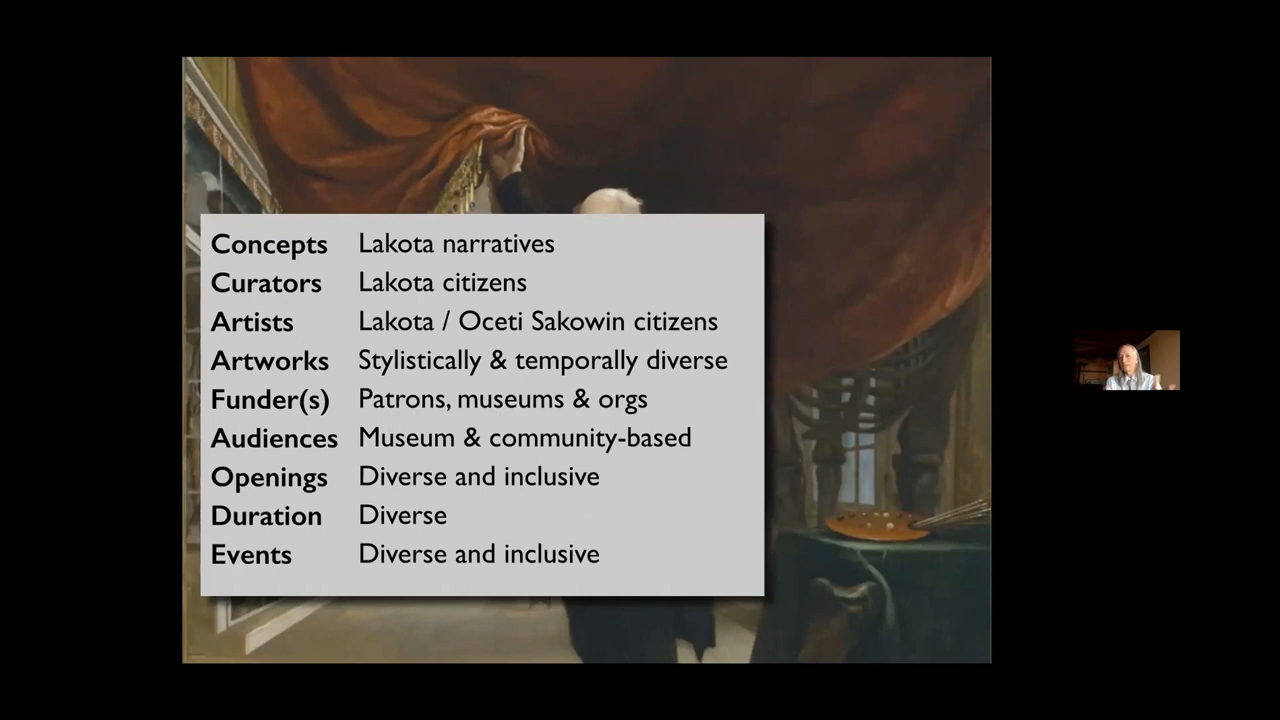 Concepts Lakota narratives
Curators Lakota citizens
Artists Lakota / Oceti Sakowin citizens
Artworks Stylistically & temporally diverse
Funder(s) Patrons, museums & orgs
Audiences Museum & community-based
Openings Diverse and inclusive
Duration Diverse
Events Diverse and inclusive